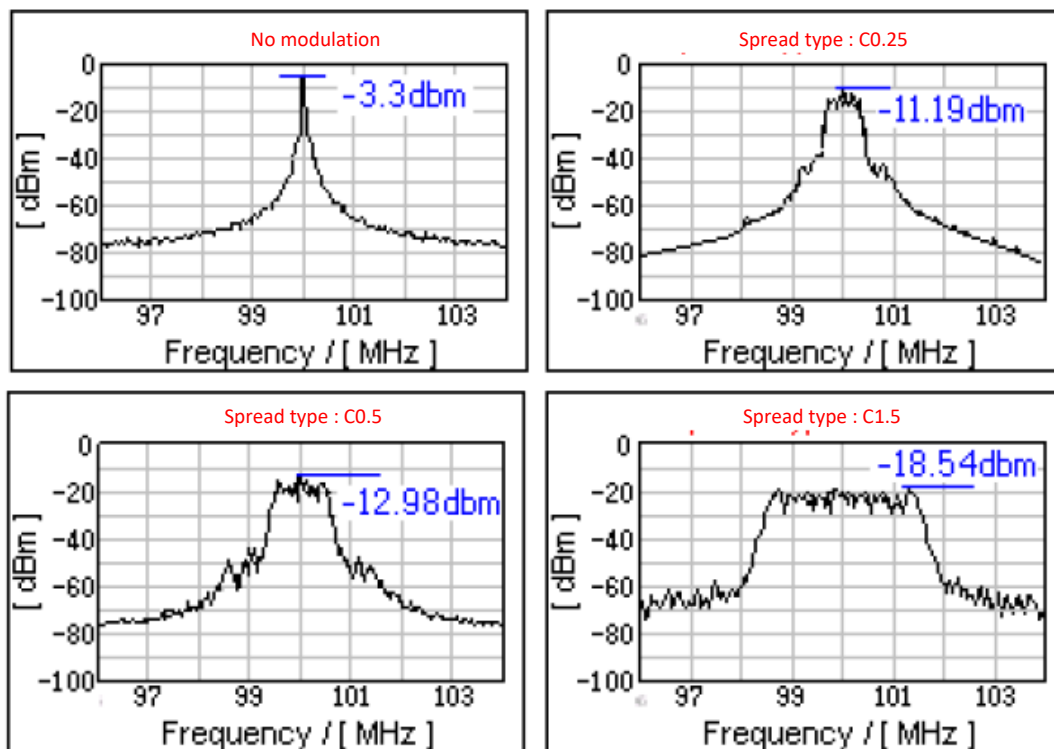 No modulation
0
-20
-40
-60
-80
-100
[ dBm ]
-3.3dbm
97 99 101 103
Frequency / [ MHz ]
Spread type : C0.25
0
-20
-40
-60
-80
-100
[ dBm ]
-11.19dbm
97 99 101 103
Frequency / [ MHz ]
Spread type : C0.5
0
-20
-40
-60
-80
-100
[ dBm ]
-12.98dbm
97 99 101 103
Frequency / [ MHz ]
Spread type : C1.5
0
-20
-40
-60
-80
-100
[ dBm ]
-18.54dbm
97 99 101 103
Frequency / [ MHz ]